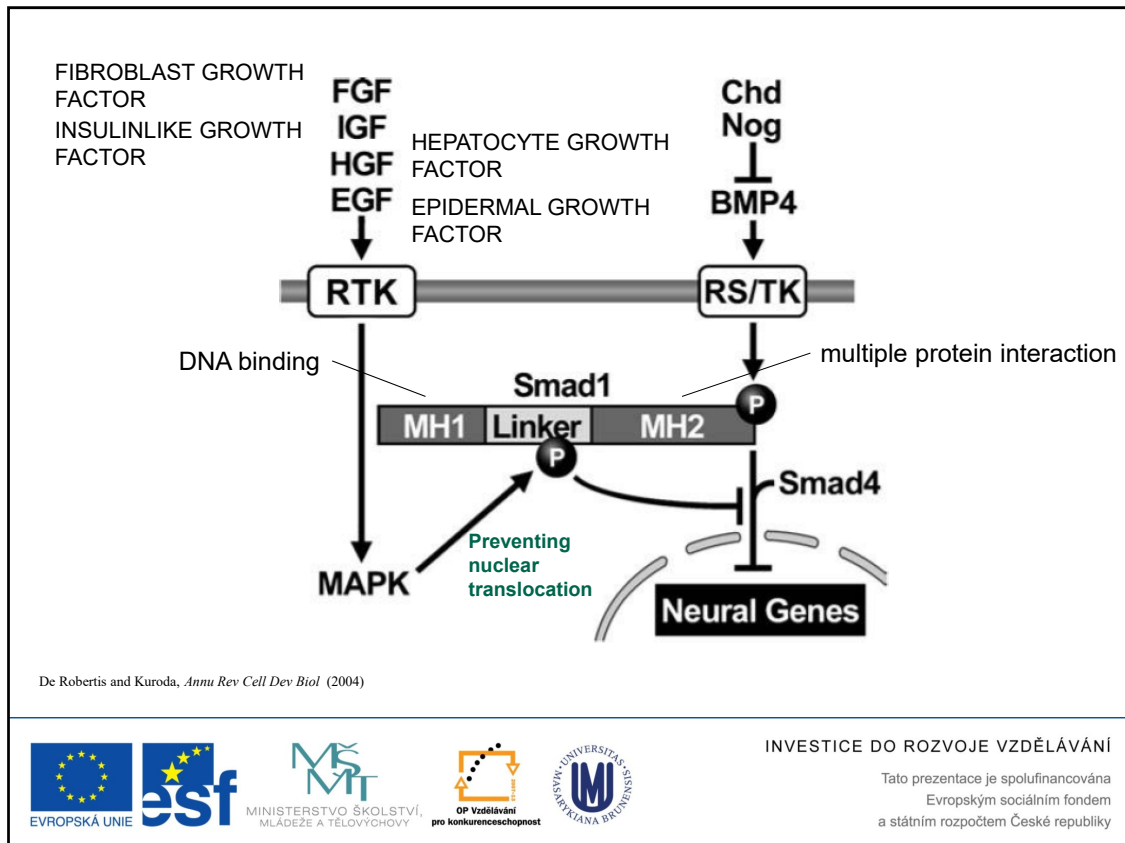 FIBROBLAST GROWTH
FACTOR
INSULINLIKE GROWTH
FACTOR
FGF
IGF
HGF
EGF
HEPATOCYTE GROWTH
FACTOR
EPIDERMAL GROWTH
FACTOR
Chd
Nog
BMP4
RTK
RS/TK
DNA binding
multiple protein interaction
Smad1
P
MH1
Linker
MH2
P
Smad4
Preventing
nuclear
translocation
MAPK
Neural Genes
De Robertis and Kuroda, Annu Rev Cell Dev Biol (2004)
EVROPSKÁ UNIE
esf
MŠ
MT
MINISTERSTVO ŠKOLSTVÍ,
MLÁDEŽE A TĚLOVÝCHOVY
OP Vzdělávání
pro konkurenceschopnost
UNIVERSITAS
MASARYKIANA BRUNENSIS
INVESTICE DO ROZVOJE VZDĚLÁVÁNÍ
Tato prezentace je spolufinancována
Evropským sociálním fondem
a státním rozpočtem České republiky